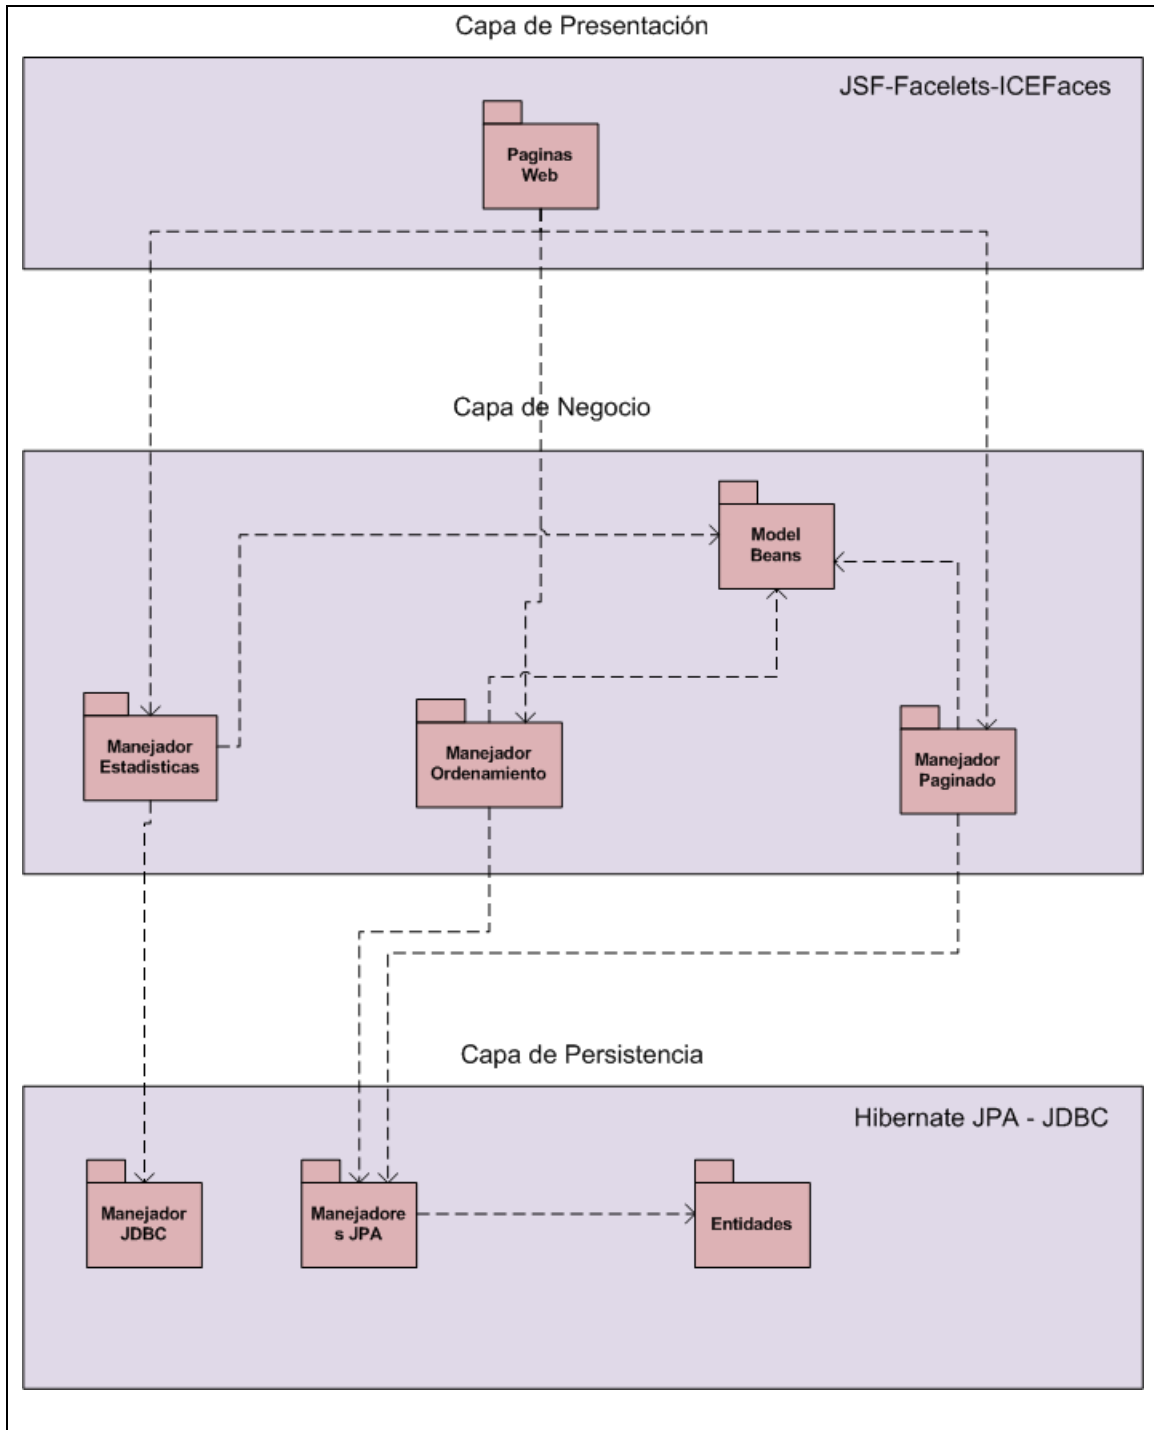 Capa de Presentación
JSF-Facelets-ICEFaces
Paginas
Web
Capa de Negocio
Model
Beans
Manejador
Estadisticas
Manejador
Ordenamiento
Manejador
Paginado
Capa de Persistencia
Hibernate JPA - JDBC
Manejador
JDBC
Manejadore
s JPA
Entidades